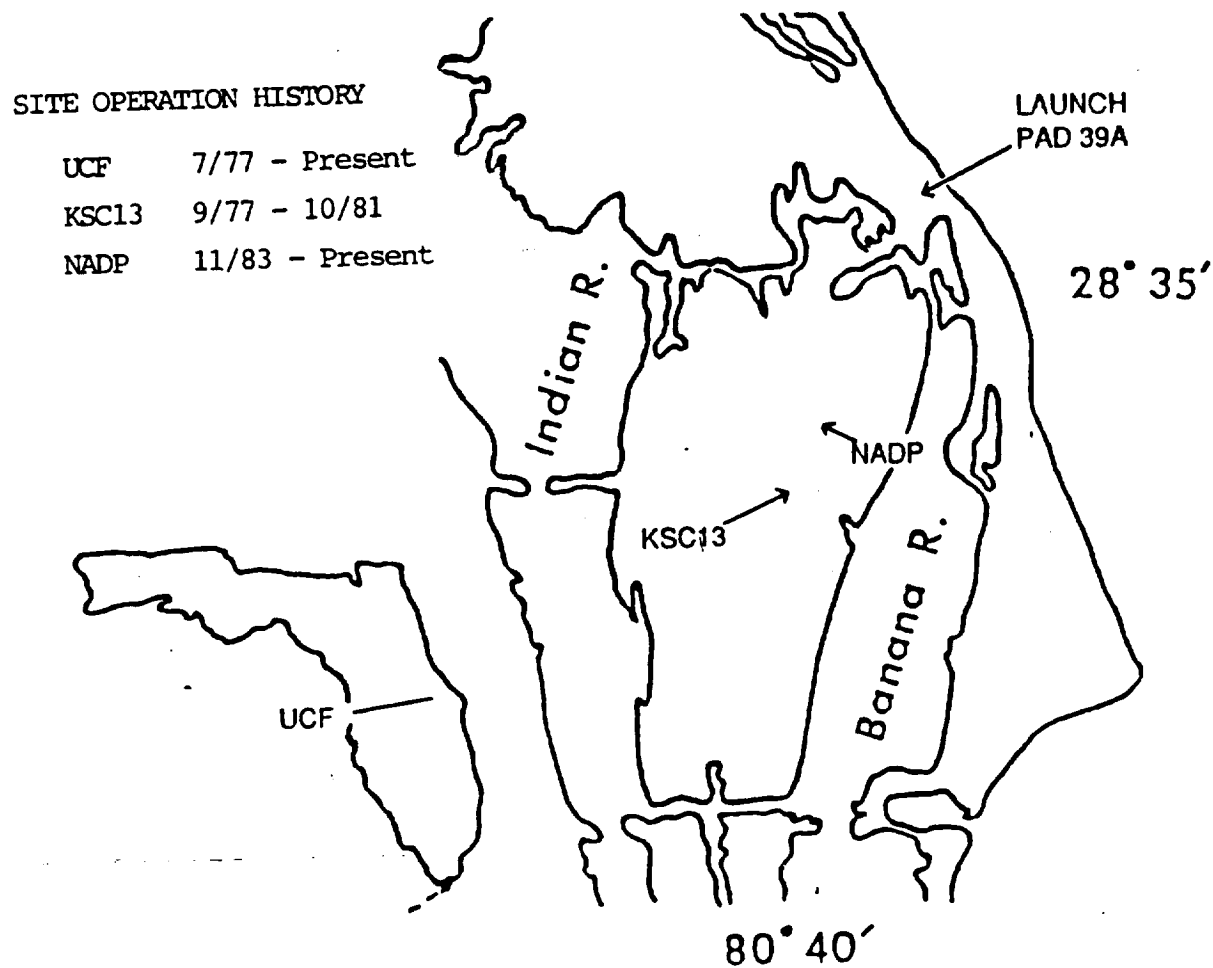 SITE OPERATION HISTORY
UCF 7/77 - Present
KSC13 9/77 - 10/81
NADP 11/83 - Present
LAUNCH
PAD 39A
28° 35′
Indian R.
NADP
KSC13
Banana R.
UCF
80° 40′